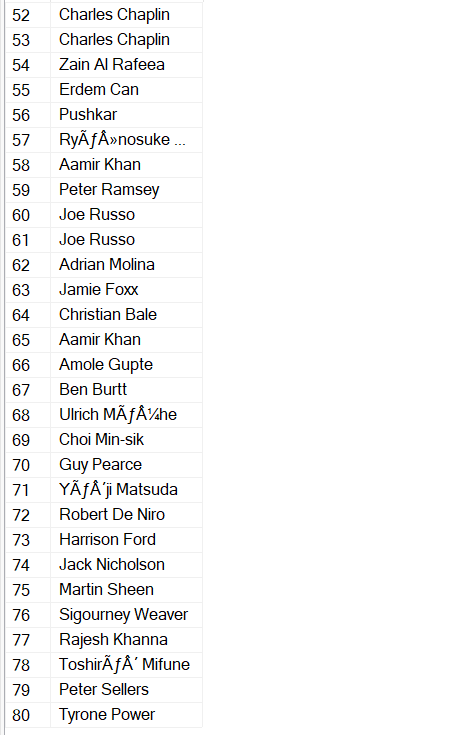 52 Charles Chaplin
53 Charles Chaplin
54 Zain Al Rafeea
55 Erdem Can
56 Pushkar
57 RyÃƒÂ»nosuke ...
58 Aamir Khan
59 Peter Ramsey
60 Joe Russo
61 Joe Russo
62 Adrian Molina
63 Jamie Foxx
64 Christian Bale
65 Aamir Khan
66 Amole Gupte
67 Ben Burtt
68 Ulrich MÃƒÂ¼he
69 Choi Min-sik
70 Guy Pearce
71 YÃƒÂ´ji Matsuda
72 Robert De Niro
73 Harrison Ford
74 Jack Nicholson
75 Martin Sheen
76 Sigourney Weaver
77 Rajesh Khanna
78 ToshirÃƒÂ´ Mifune
79 Peter Sellers
80 Tyrone Power